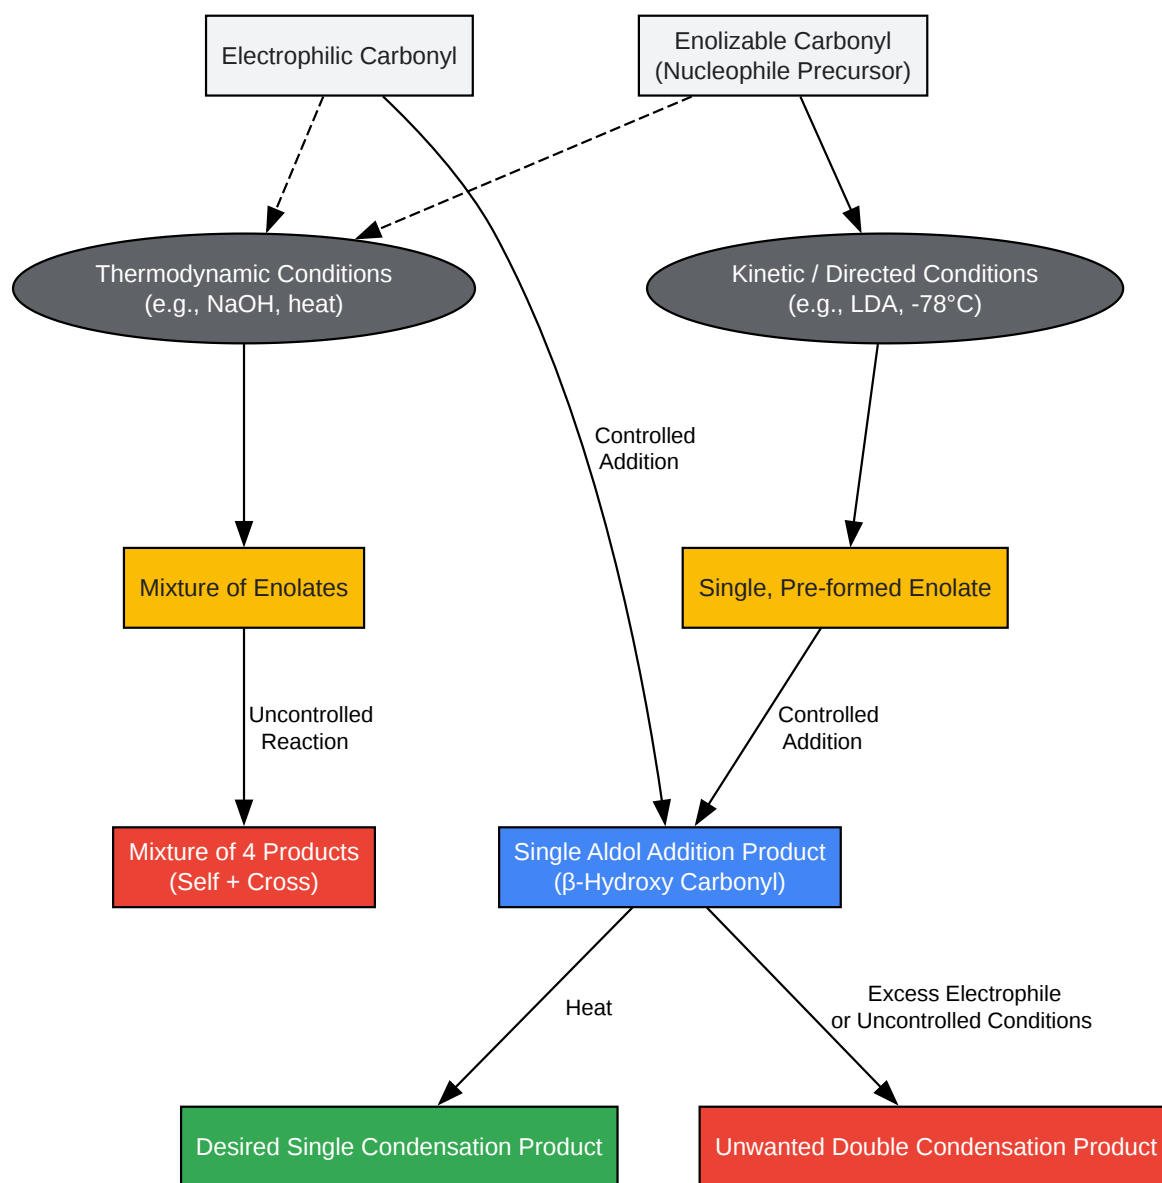 Electrophilic Carbonyl
Enolizable Carbonyl
(Nucleophile Precursor)
Thermodynamic Conditions
(e.g., NaOH, heat)
Kinetic / Directed Conditions
(e.g., LDA, -78°C)
Controlled
Addition
Mixture of Enolates
Single, Pre-formed Enolate
Uncontrolled
Reaction
Controlled
Addition
Mixture of 4 Products
(Self + Cross)
Single Aldol Addition Product
(β-Hydroxy Carbonyl)
Heat
Excess Electrophile
or Uncontrolled Conditions
Desired Single Condensation Product
Unwanted Double Condensation Product